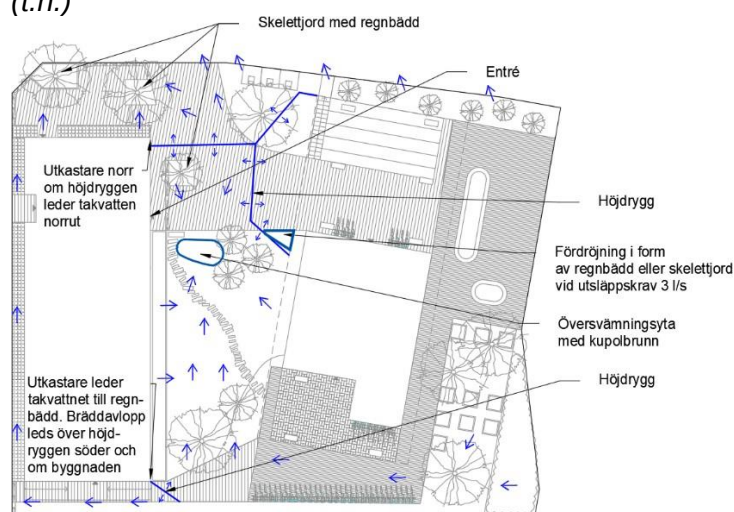 (t.h.)
Skelettjord med regnbädd
Entré
Utkastare norr
om höjdryggen
leder takvatten
norrut
Höjdrygg
Fördröjning i form
av regnbädd eller skelettjord
vid utsläppskrav 3 l/s
Översvämningsyta
med kupolbrunn
Höjdrygg
Utkastare leder
takvattnet till regn-
bädd. Bräddavlopp
leds över höjd-
ryggen söder och
om byggnaden